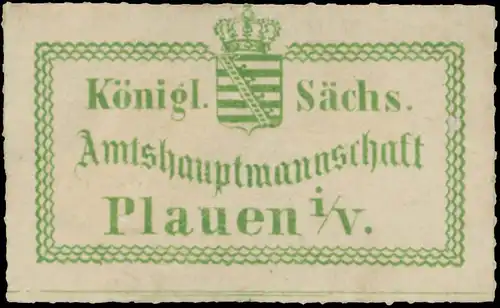 Königl. Sächs.
Amtshauptmannschaft
Plauen i/V.